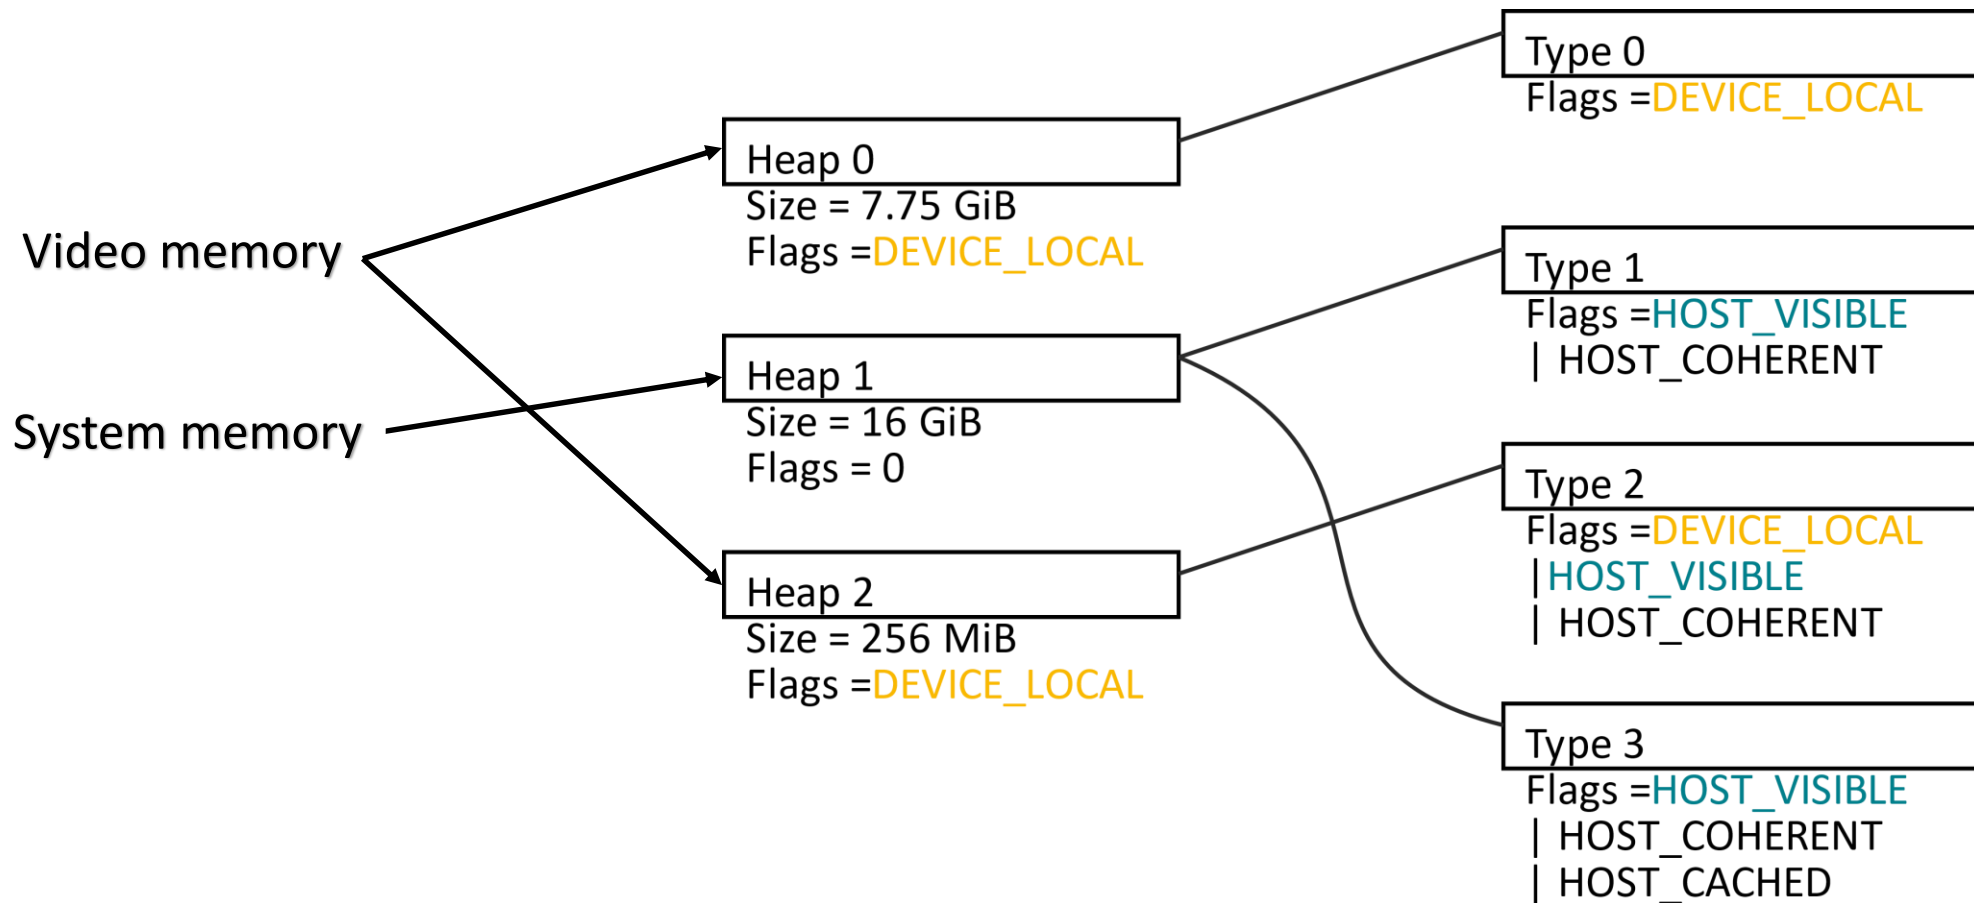 Video memory
System memory
Heap 0
Size = 7.75 GiB
Flags =DEVICE_LOCAL
Heap 1
Size = 16 GiB
Flags = 0
Heap 2
Size = 256 MiB
Flags =DEVICE_LOCAL
Type 0
Flags =DEVICE_LOCAL
Type 1
Flags =HOST_VISIBLE
| HOST_COHERENT
Type 2
Flags =DEVICE_LOCAL
|HOST_VISIBLE
| HOST_COHERENT
Type 3
Flags =HOST_VISIBLE
| HOST_COHERENT
| HOST_CACHED